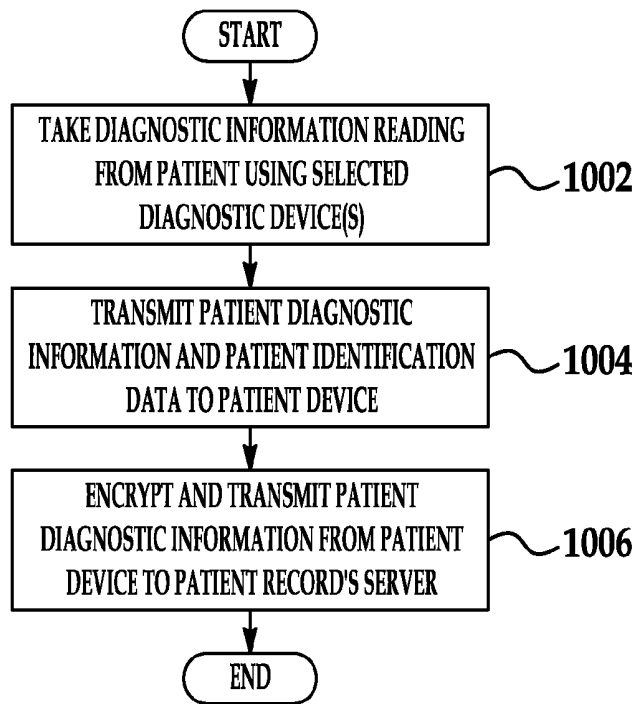 START
TAKE DIAGNOSTIC INFORMATION READING
FROM PATIENT USING SELECTED
DIAGNOSTIC DEVICE(S)
1002
TRANSMIT PATIENT DIAGNOSTIC
INFORMATION AND PATIENT IDENTIFICATION
DATA TO PATIENT DEVICE
1004
ENCRYPT AND TRANSMIT PATIENT
DIAGNOSTIC INFORMATION FROM PATIENT
DEVICE TO PATIENT RECORD'S SERVER
1006
END